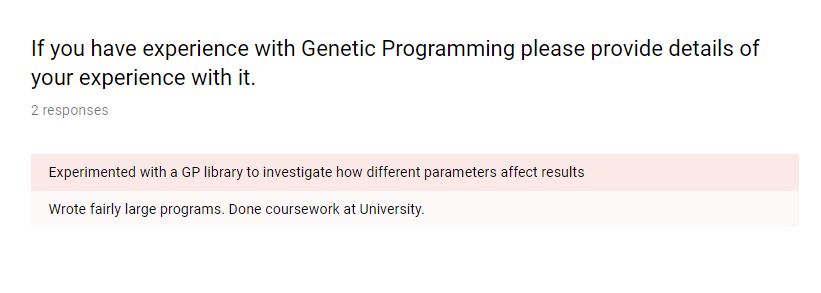 If you have experience with Genetic Programming please provide details of
your experience with it.
2 responses
Experimented with a GP library to investigate how different parameters affect results
Wrote fairly large programs. Done coursework at University.